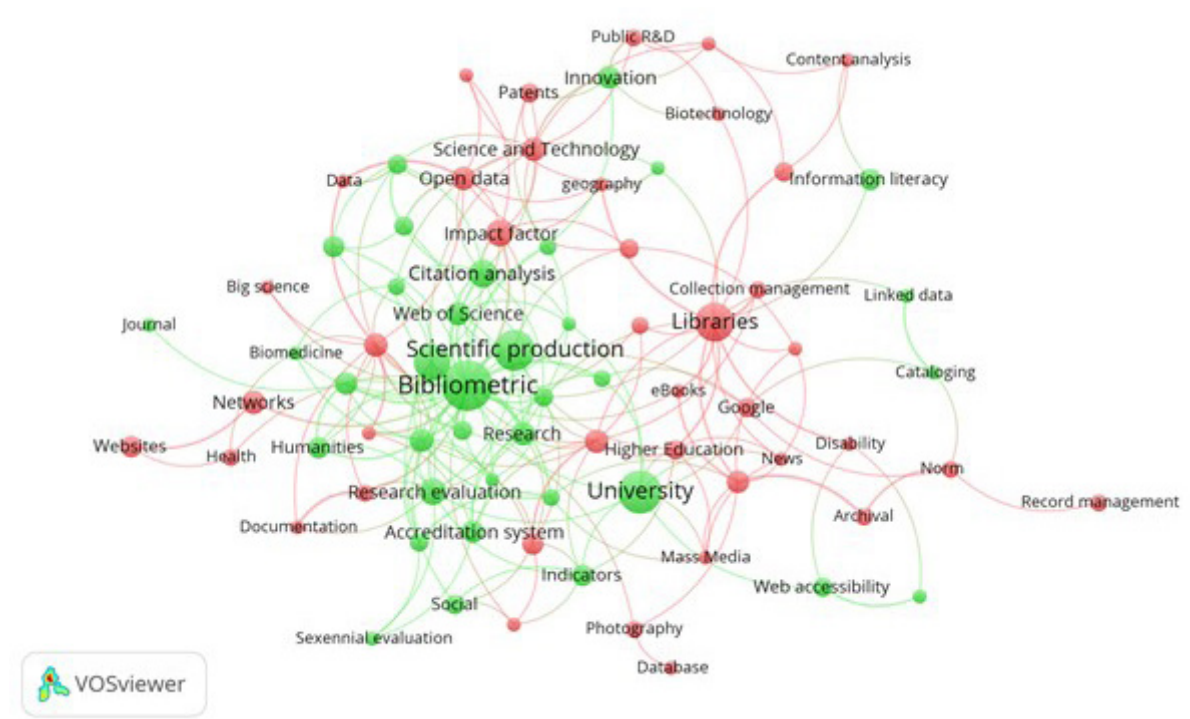 Public R&D
Content analysis
Innovation
Patents
Biotechnology
Science and Technology
Data
Open data
geography
Information literacy
Impact factor
Citation analysis
Big science
Collection management
Linked data
Journal
Web of Science
Libraries
Biomedicine
Scientific production
Cataloging
Bibliometric
eBooks
Networks
Google
Websites
Humanities
Research
Higher Education
Disability
Health
News
Norm
Research evaluation
University
Record management
Documentation
Accreditation system
Archival
Mass Media
Indicators
Web accessibility
Social
Sexennial evaluation
Photography
Database
VOSviewer